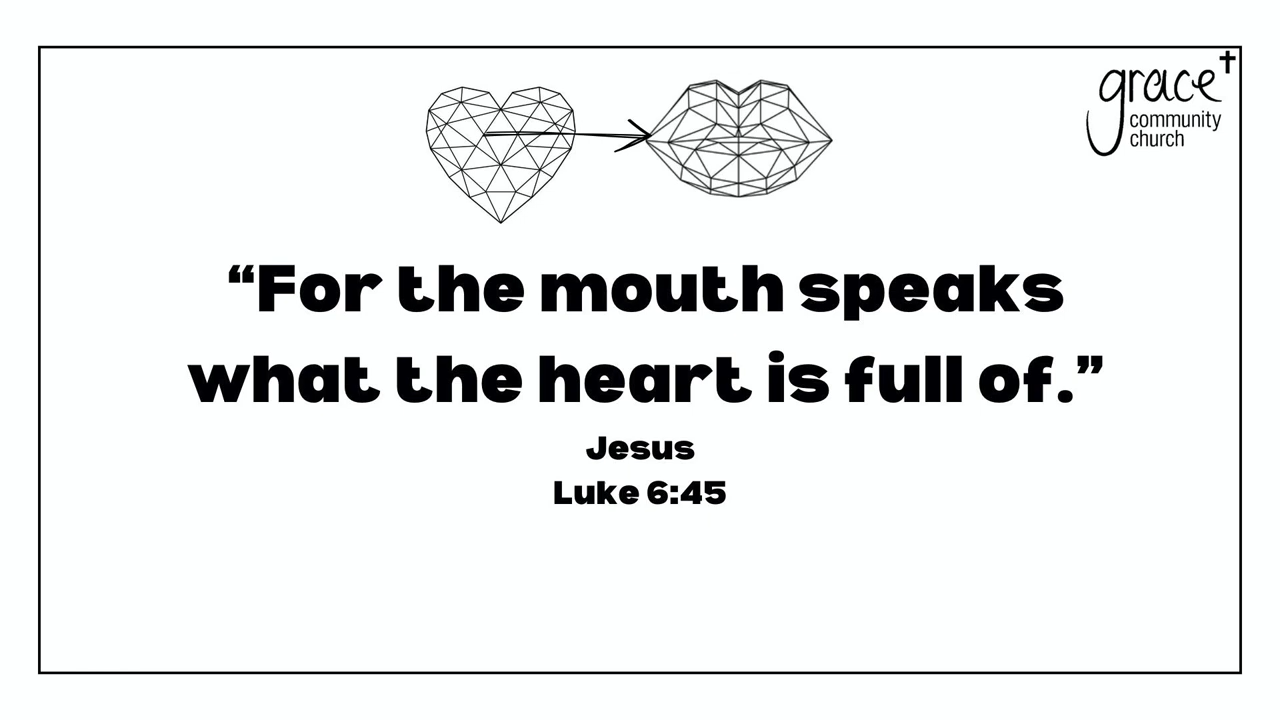 grace
community
church
“For the mouth speaks
what the heart is full of.”
Jesus
Luke 6:45